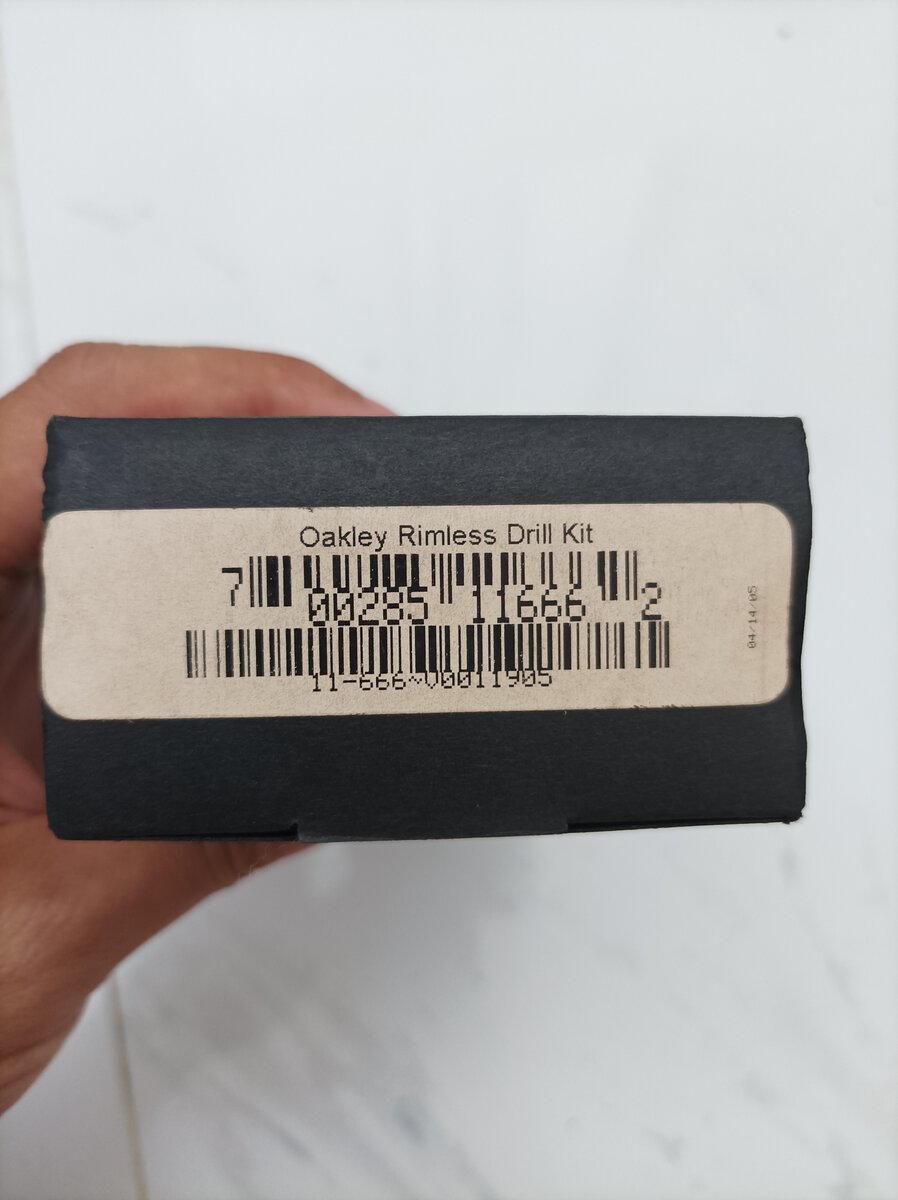 Oakley Rimless Drill Kit
7 00285 11666 2
11-666~V0011905
04/14/05